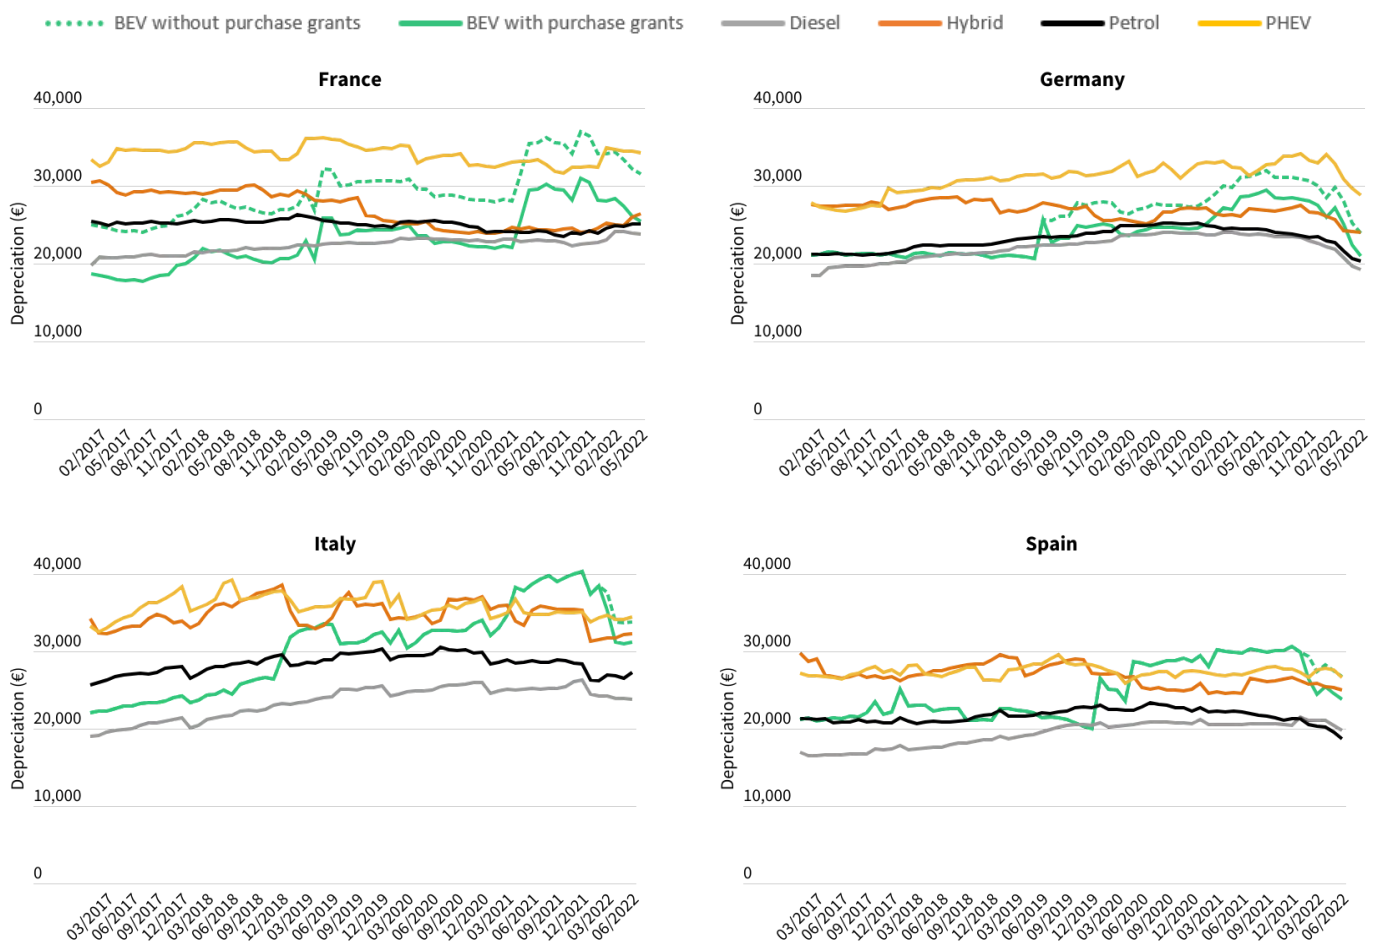 BEV without purchase grants BEV with purchase grants Diesel Hybrid Petrol PHEV
France
Depreciation (€)
40,000
30,000
20,000
10,000
0
02/2017 05/2017 08/2017 11/2017 02/2018 05/2018 08/2018 11/2018 02/2019 05/2019 08/2019 11/2019 02/2020 05/2020 08/2020 11/2020 02/2021 05/2021 08/2021 11/2021 02/2022 05/2022
Germany
Depreciation (€)
40,000
30,000
20,000
10,000
0
02/2017 05/2017 08/2017 11/2017 02/2018 05/2018 08/2018 11/2018 02/2019 05/2019 08/2019 11/2019 02/2020 05/2020 08/2020 11/2020 02/2021 05/2021 08/2021 11/2021 02/2022 05/2022
Italy
Depreciation (€)
40,000
30,000
20,000
10,000
0
03/2017 06/2017 09/2017 12/2017 03/2018 06/2018 09/2018 12/2018 03/2019 06/2019 09/2019 12/2019 03/2020 06/2020 09/2020 12/2020 03/2021 06/2021 09/2021 12/2021 03/2022 06/2022
Spain
Depreciation (€)
40,000
30,000
20,000
10,000
0
03/2017 06/2017 09/2017 12/2017 03/2018 06/2018 09/2018 12/2018 03/2019 06/2019 09/2019 12/2019 03/2020 06/2020 09/2020 12/2020 03/2021 06/2021 09/2021 12/2021 03/2022 06/2022